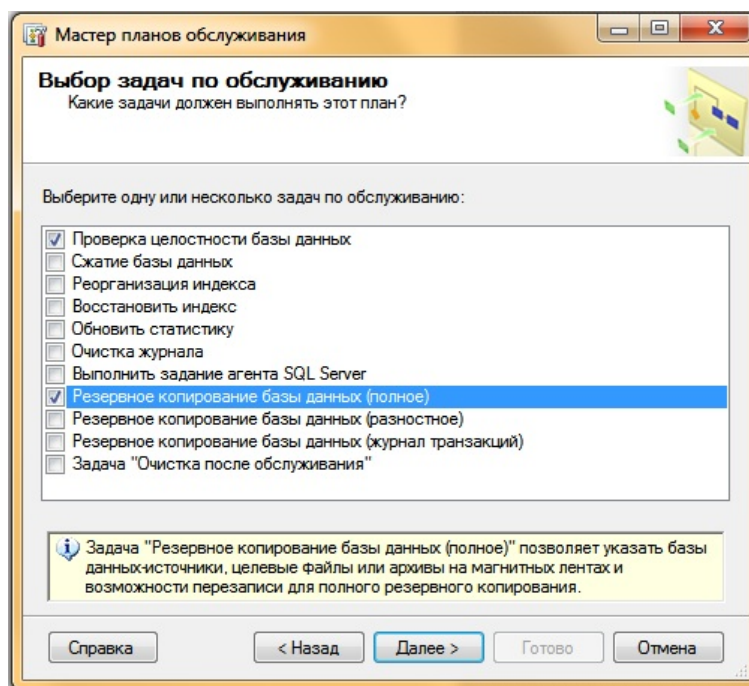 Мастер планов обслуживания
Выбор задач по обслуживанию
Какие задачи должен выполнять этот план?
Выберите одну или несколько задач по обслуживанию:
Проверка целостности базы данных
Сжатие базы данных
Реорганизация индекса
Восстановить индекс
Обновить статистику
Очистка журнала
Выполнить задание агента SQL Server
Резервное копирование базы данных (полное)
Резервное копирование базы данных (разностное)
Резервное копирование базы данных (журнал транзакций)
Задача "Очистка после обслуживания"
Задача "Резервное копирование базы данных (полное)" позволяет указать базы
данных-источники, целевые файлы или архивы на магнитных лентах и
возможности перезаписи для полного резервного копирования.
Справка < Назад Далее > Готово Отмена